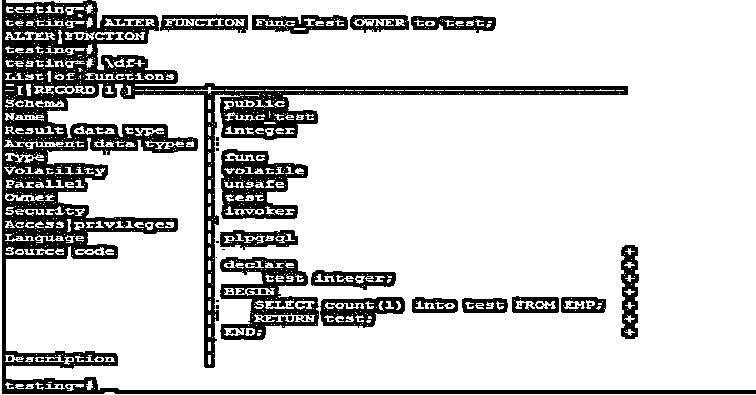 testing=#
testing=# ALTER FUNCTION Func_Test OWNER to test;
ALTER FUNCTION
testing=#
testing=# \df+
List of functions
-[ RECORD 1 ]
Schema | public
Name | func_test
Result data type | integer
Argument data types |
Type | func
Volatility | volatile
Parallel | unsafe
Owner | test
Security | invoker
Access privileges |
Language | plpgsql
Source code | +
| declare +
| test integer; +
| BEGIN +
| SELECT count(1) into test FROM EMP; +
| RETURN test; +
| END; +
|
Description |
testing=#